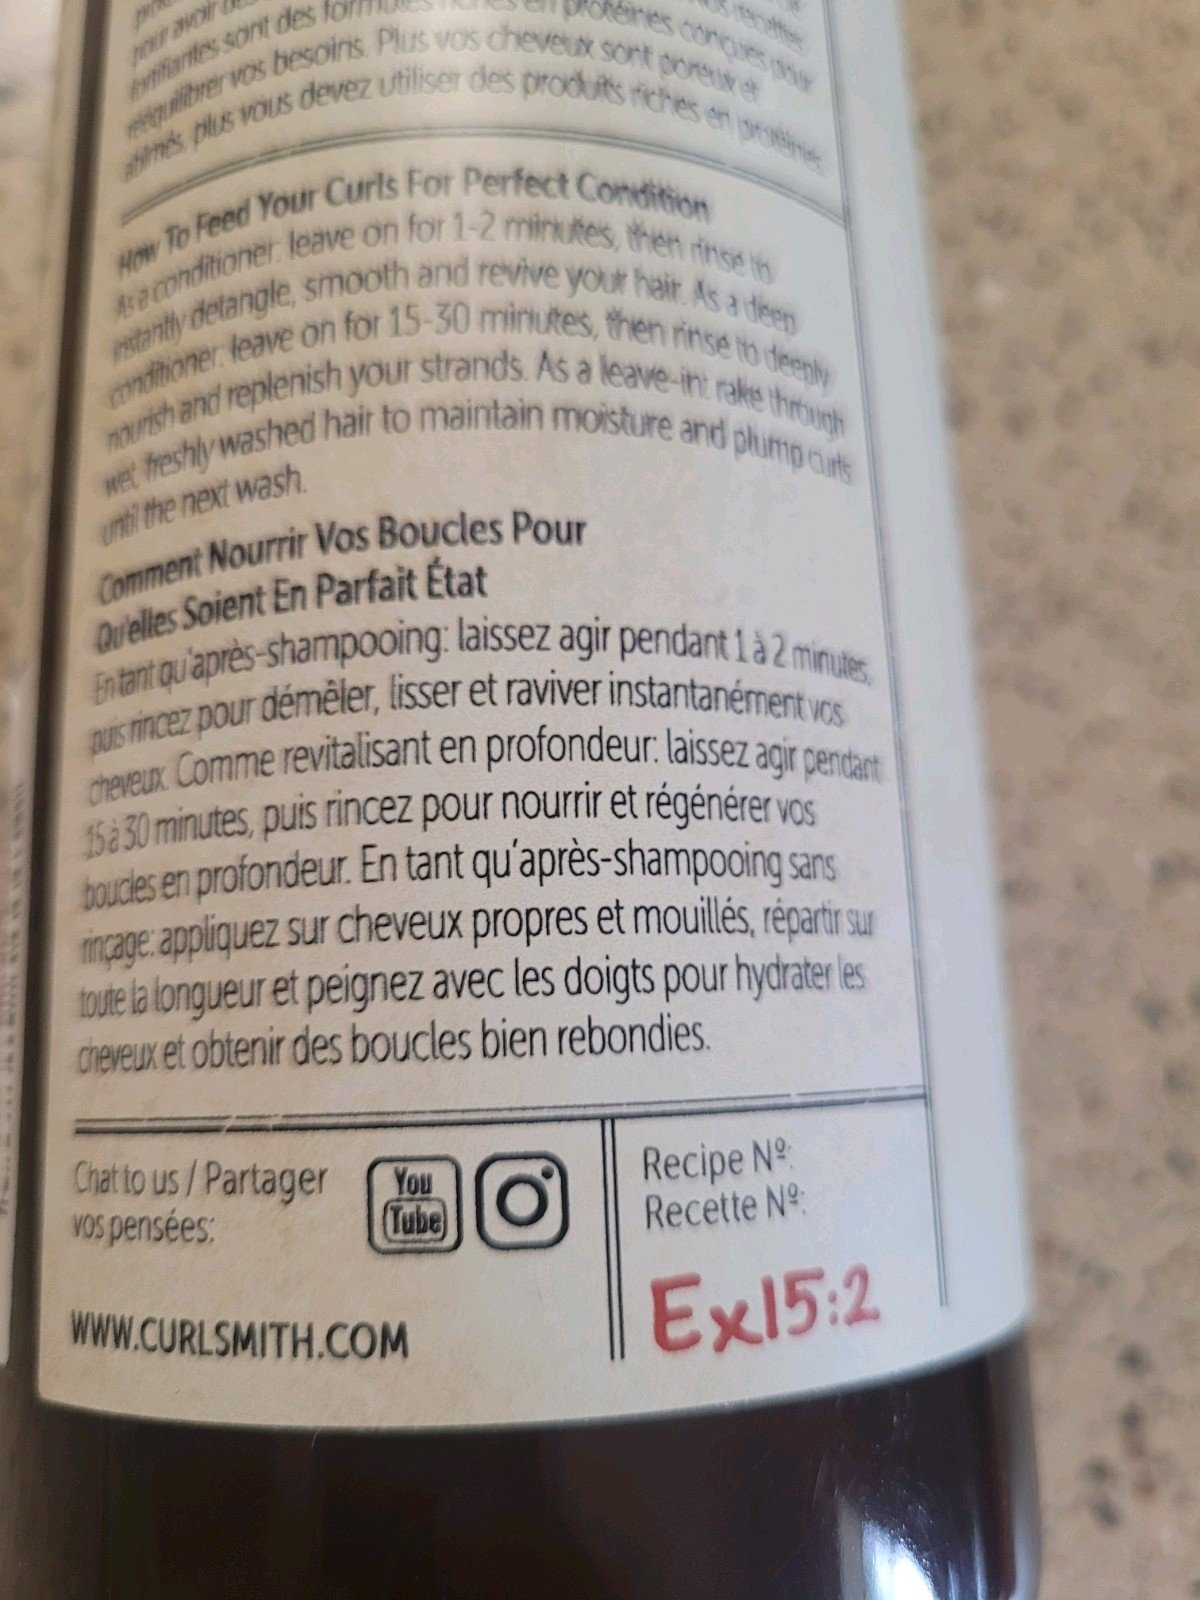 pour avoir des
fortifiantes sont des formules riches en protéines conçues pour
rééquilibrer vos besoins. Plus vos cheveux sont poreux et
abîmés, plus vous devez utiliser des produits riches en protéines.
How To Feed Your Curls For Perfect Condition
As a conditioner: leave on for 1-2 minutes, then rinse to
instantly detangle, smooth and revive your hair. As a deep
conditioner: leave on for 15-30 minutes, then rinse to deeply
nourish and replenish your strands. As a leave-in: rake through
wet, freshly washed hair to maintain moisture and plump curls
until the next wash.
Comment Nourrir Vos Boucles Pour
Qu'elles Soient En Parfait État
En tant qu'après-shampooing: laissez agir pendant 1 à 2 minutes,
puis rincez pour démêler, lisser et raviver instantanément vos
cheveux. Comme revitalisant en profondeur: laissez agir pendant
15 à 30 minutes, puis rincez pour nourrir et régénérer vos
boucles en profondeur. En tant qu'après-shampooing sans
rinçage: appliquez sur cheveux propres et mouillés, répartir sur
toute la longueur et peignez avec les doigts pour hydrater les
cheveux et obtenir des boucles bien rebondies.
Chat to us / Partager
vos pensées:
You
Tube
WWW.CURLSMITH.COM
Recipe Nº:
Recette Nº:
Ex15:2